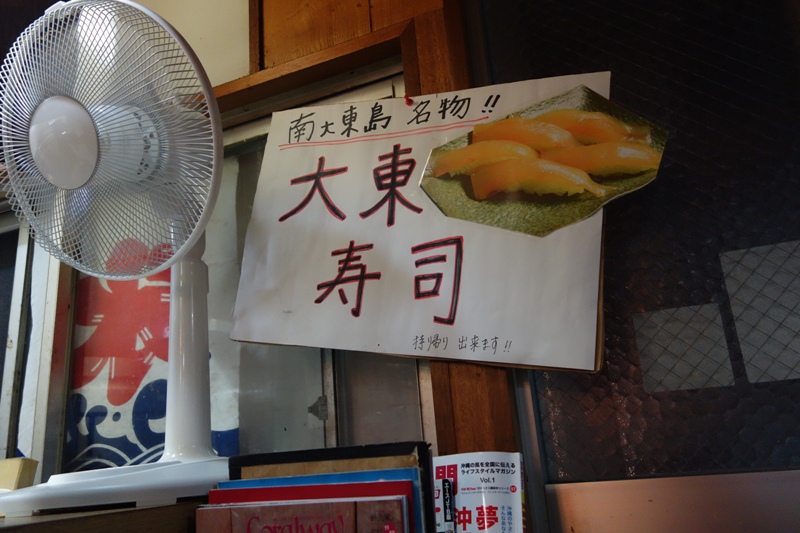 南大東島 名物!!
大東
寿司
持ち帰り 出来ます!!
沖縄の風を全国に伝える
ライフスタイルマガジン
Vol.1
夢
Coralway